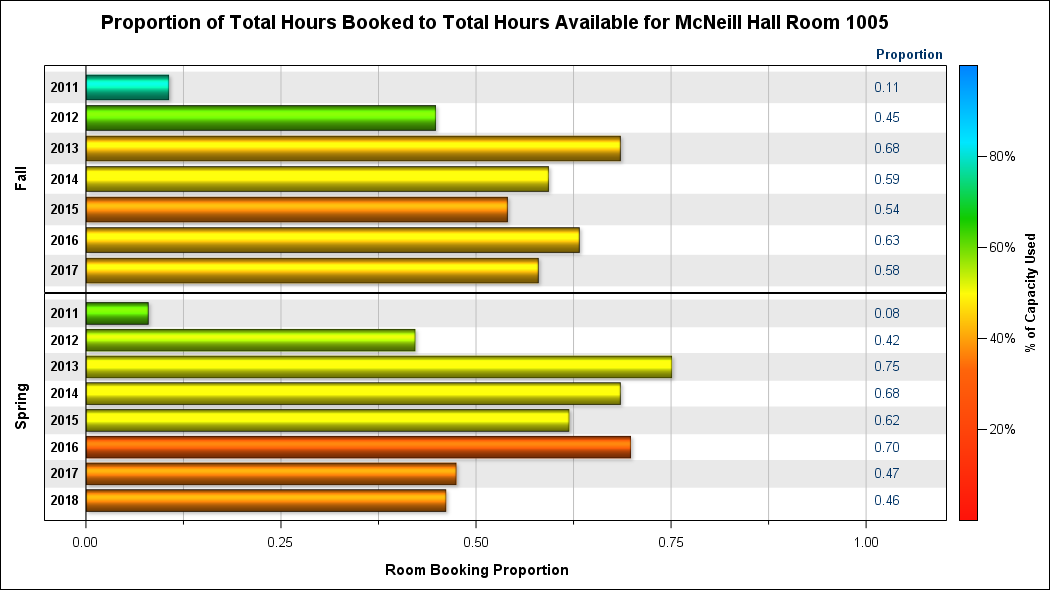 Proportion of Total Hours Booked to Total Hours Available for McNeill Hall Room 1005
Proportion
Fall
2011 0.11
2012 0.45
2013 0.68
2014 0.59
2015 0.54
2016 0.63
2017 0.58
Spring
2011 0.08
2012 0.42
2013 0.75
2014 0.68
2015 0.62
2016 0.70
2017 0.47
2018 0.46
0.00 0.25 0.50 0.75 1.00
Room Booking Proportion
80%
60%
40%
20%
% of Capacity Used